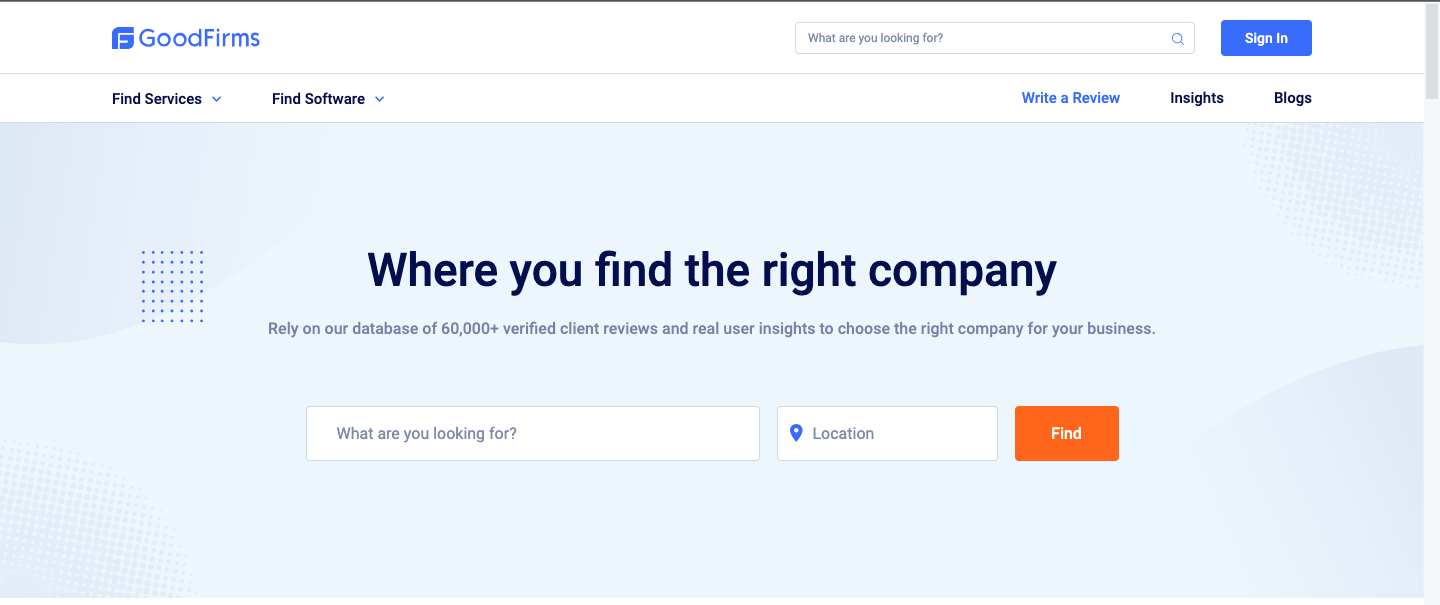 GoodFirms
What are you looking for?
Sign In
Find Services
Find Software
Write a Review
Insights
Blogs
Where you find the right company
Rely on our database of 60,000+ verified client reviews and real user insights to choose the right company for your business.
What are you looking for?
Location
Find